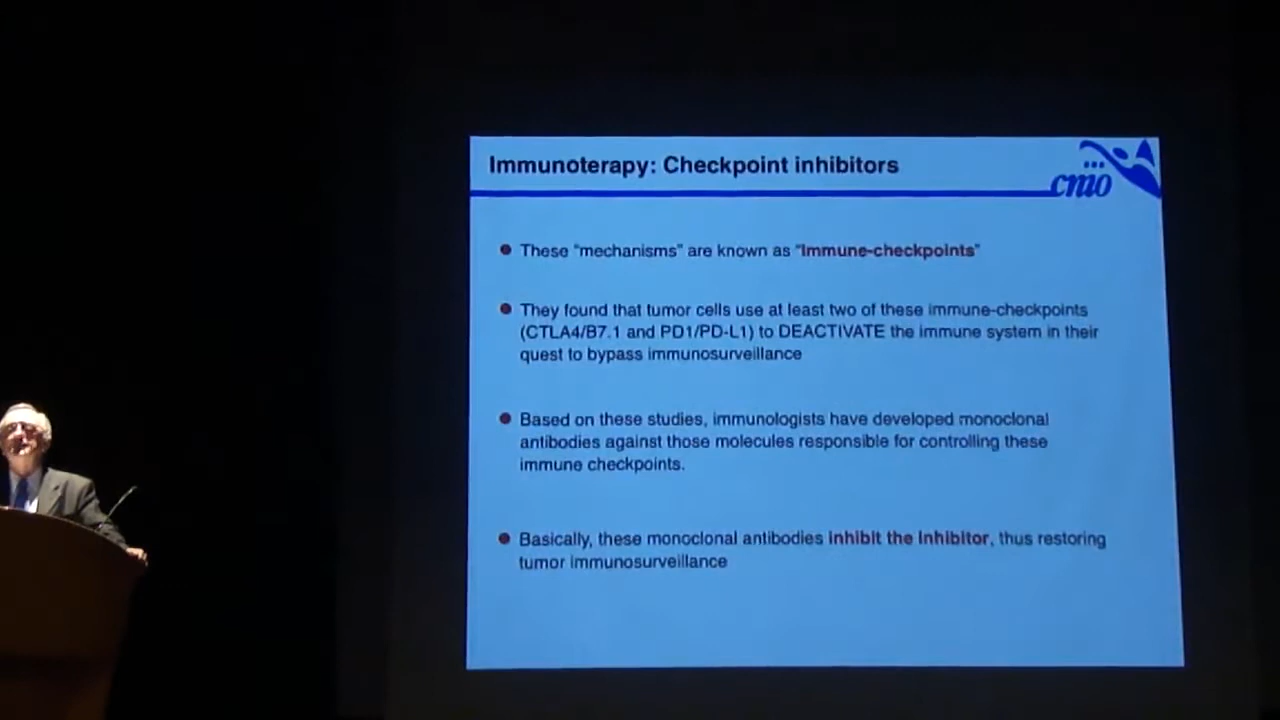 Immunoterapy: Checkpoint inhibitors
cnio
These "mechanisms" are known as "Immune-checkpoints"
They found that tumor cells use at least two of these immune-checkpoints
(CTLA4/B7.1 and PD1/PD-L1) to DEACTIVATE the immune system in their
quest to bypass immunosurveillance
Based on these studies, immunologists have developed monoclonal
antibodies against those molecules responsible for controlling these
immune checkpoints.
Basically, these monoclonal antibodies inhibit the inhibitor, thus restoring
tumor immunosurveillance